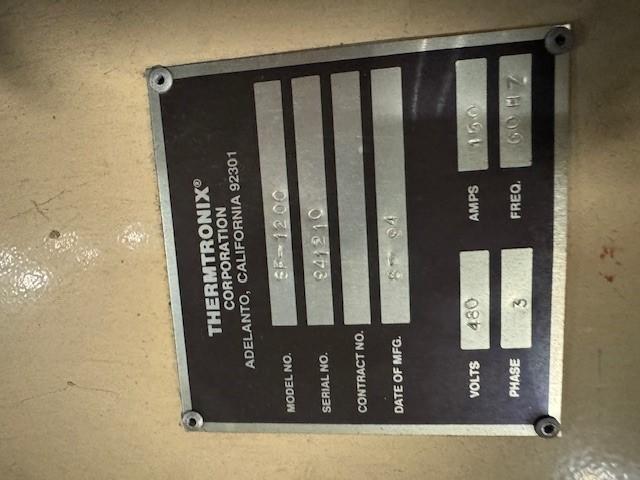 THERMTRONIX®
CORPORATION
ADELANTO, CALIFORNIA 92301
MODEL NO.
SERIAL NO. 941210
CONTRACT NO.
DATE OF MFG.
VOLTS 480 AMPS 150
PHASE 3 FREQ. 60 HZ